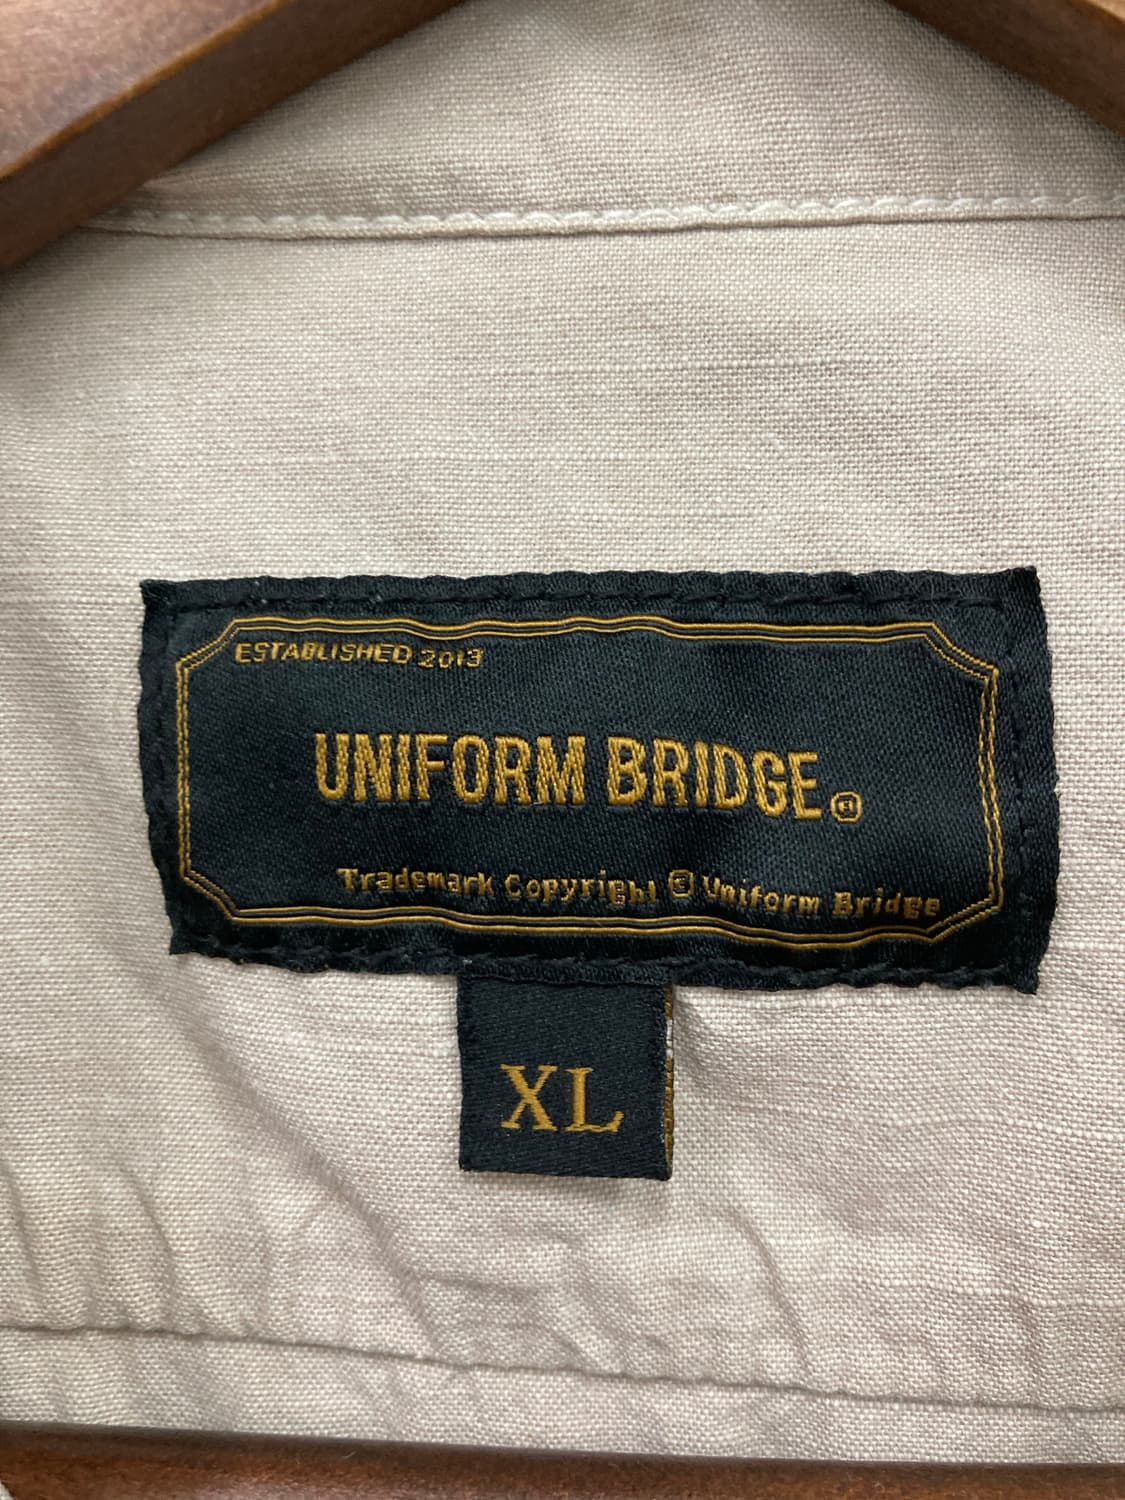 ESTABLISHED 2013
UNIFORM BRIDGE ©
Trademark Copyright © Uniform Bridge
XL